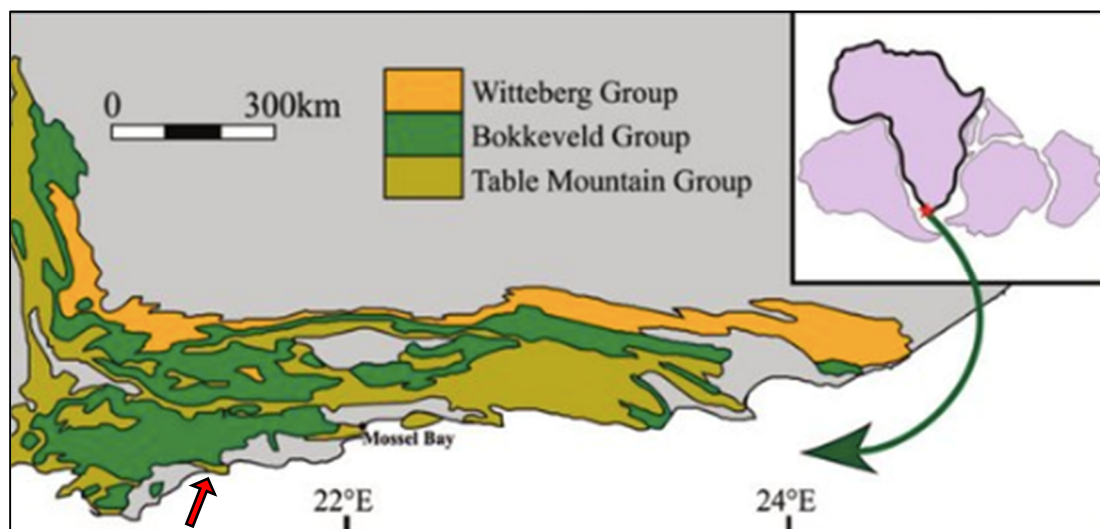 0 300km
Witteberg Group
Bokkeveld Group
Table Mountain Group
Mossel Bay
22°E 24°E